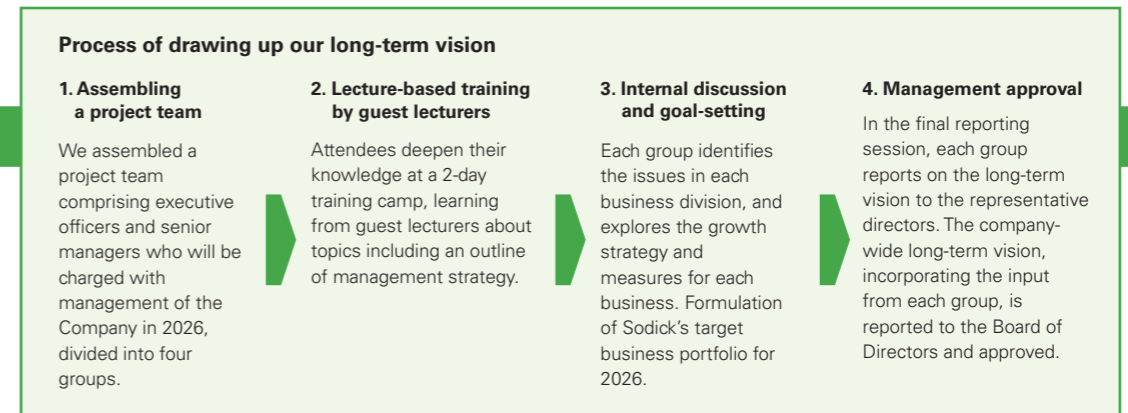 Process of drawing up our long-term vision
1. Assembling
a project team
We assembled a
project team
comprising executive
officers and senior
managers who will be
charged with
management of the
Company in 2026,
divided into four
groups.
2. Lecture-based training
by guest lecturers
Attendees deepen their
knowledge at a 2-day
training camp, learning
from guest lecturers about
topics including an outline
of management strategy.
3. Internal discussion
and goal-setting
Each group identifies
the issues in each
business division, and
explores the growth
strategy and
measures for each
business. Formulation
of Sodick's target
business portfolio for
2026.
4. Management approval
In the final reporting
session, each group
reports on the long-term
vision to the representative
directors. The company-
wide long-term vision,
incorporating the input
from each group, is
reported to the Board of
Directors and approved.